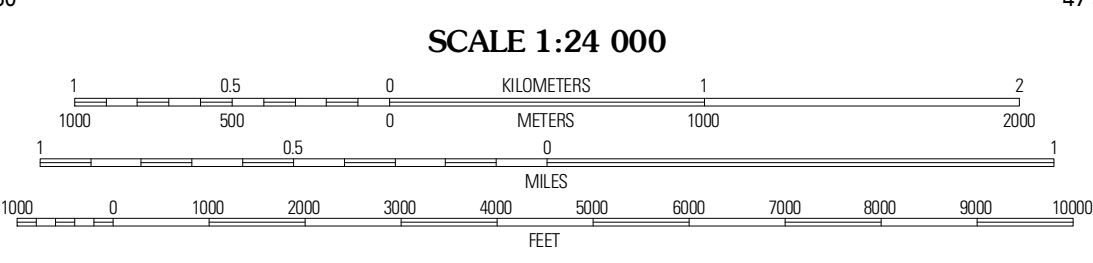 SCALE 1:24 000
1 0.5 0 KILOMETERS 1 2
1000 500 0 METERS 1000 2000
1 0.5 0 1
MILES
1000 0 1000 2000 3000 4000 5000 6000 7000 8000 9000 10000
FEET